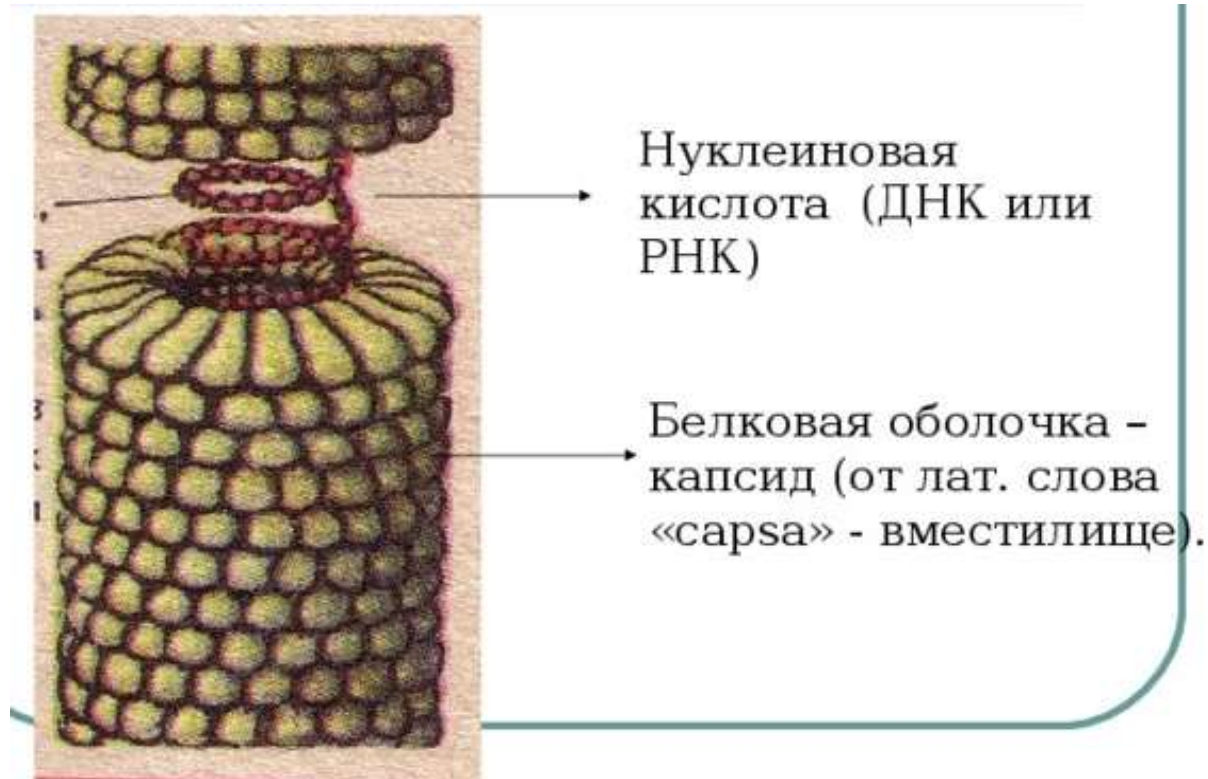 Нуклеиновая
кислота (ДНК или
РНК)
Белковая оболочка –
капсид (от лат. слова
«capsa» - вместилище).